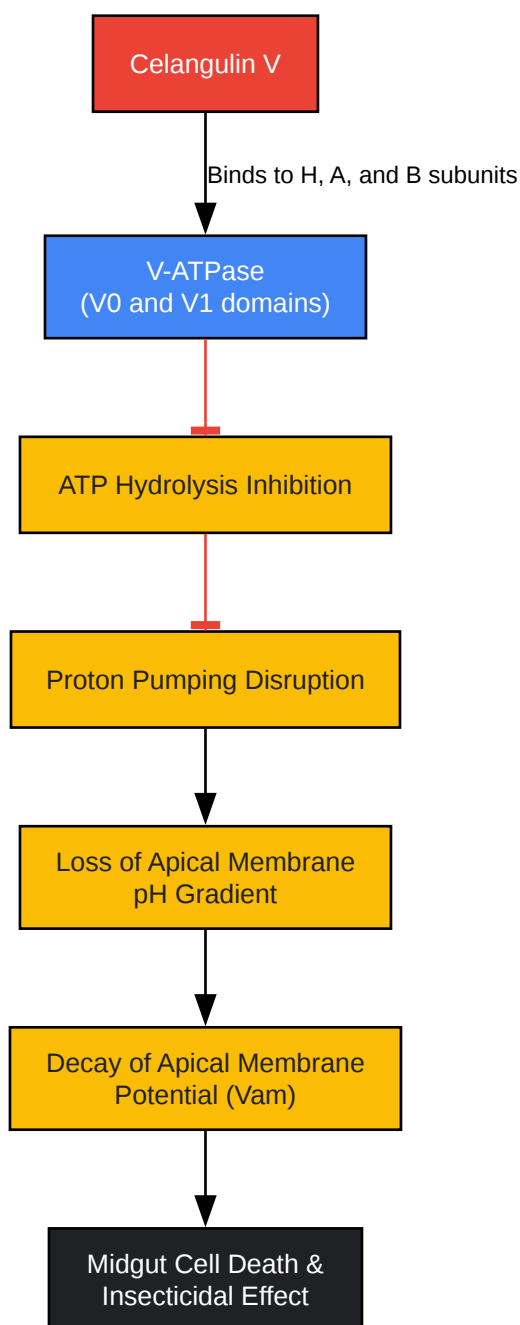 Celangulin V
Binds to H, A, and B subunits
V-ATPase
(V0 and V1 domains)
ATP Hydrolysis Inhibition
Proton Pumping Disruption
Loss of Apical Membrane
pH Gradient
Decay of Apical Membrane
Potential (Vam)
Midgut Cell Death &
Insecticidal Effect